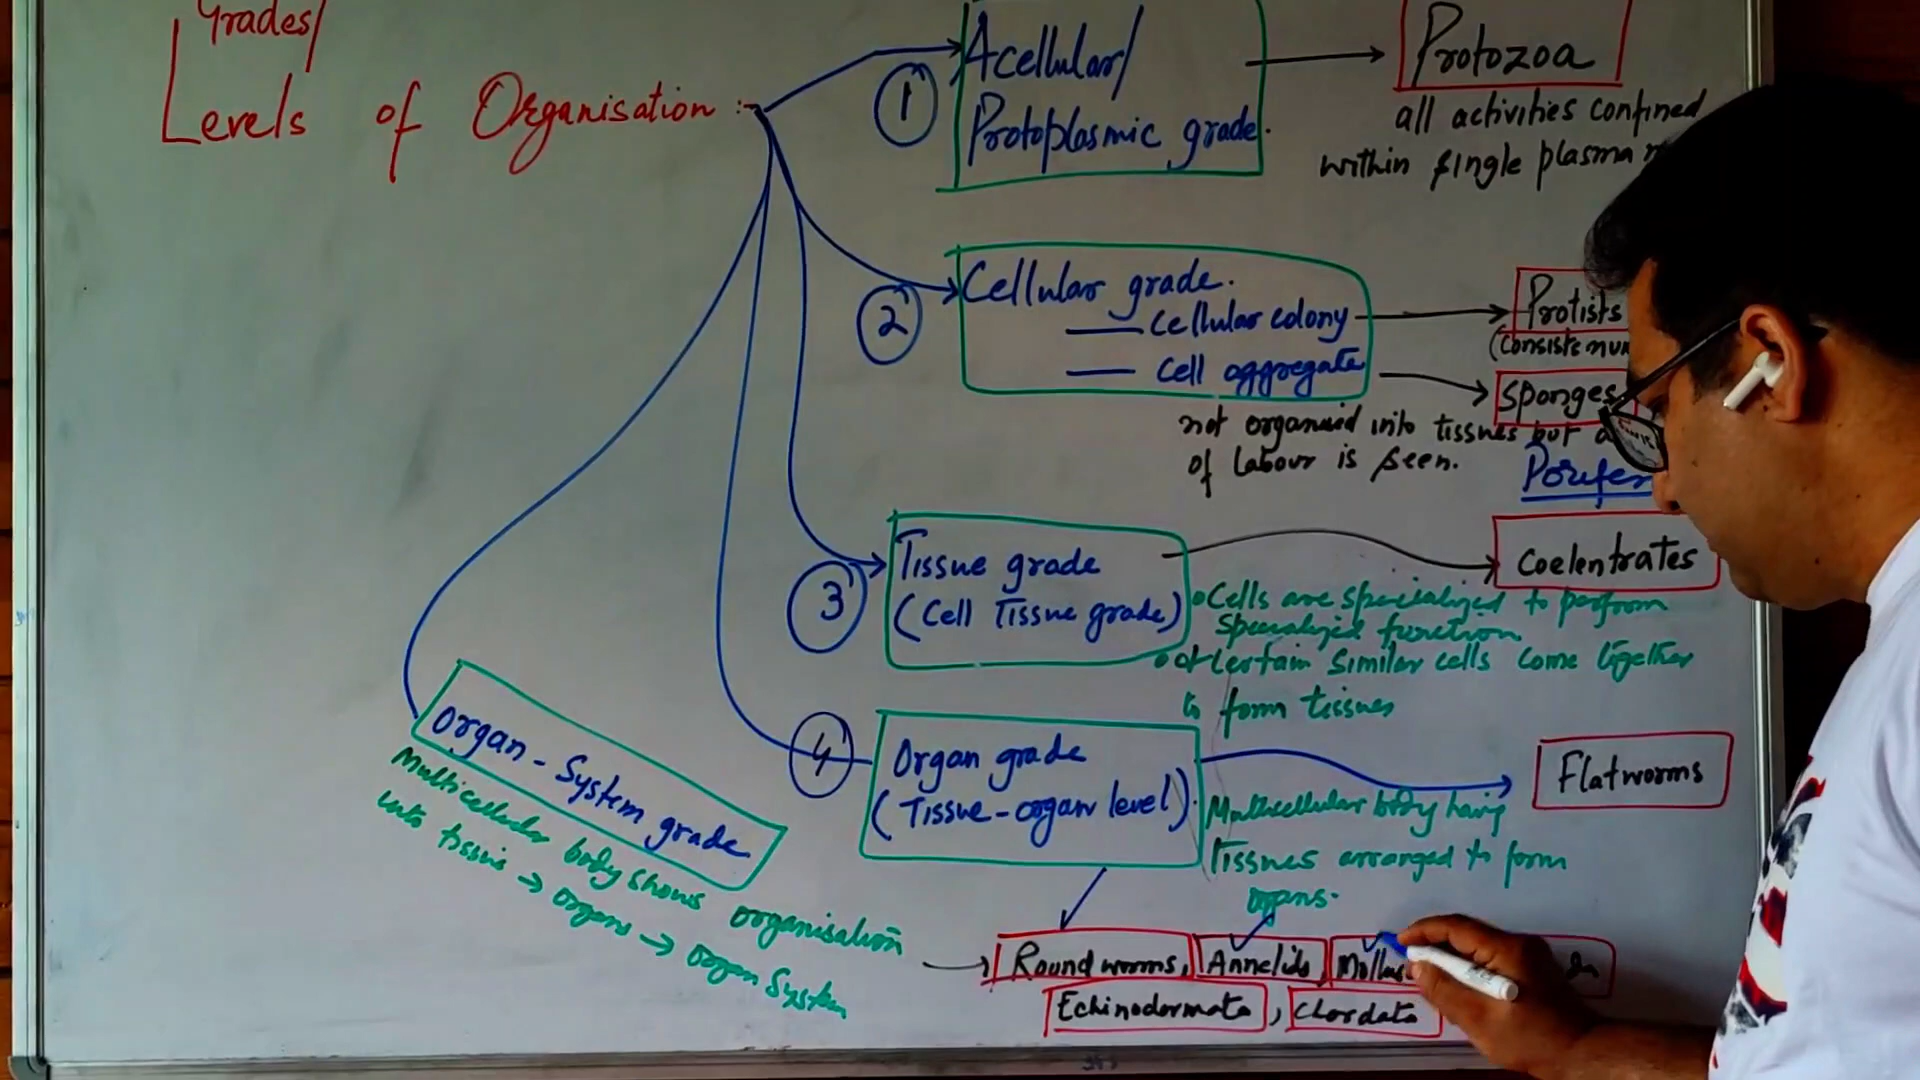 Grades/
Levels of Organisation :-
1
Acellular/
Protoplasmic grade.
Protozoa
all activities confined
within single plasma
2
Cellular grade.
— Cellular colony
— Cell aggregate
Protists
(Consists
Sponges
not organised into tissues but
of labour is seen.
3
Tissue grade
(Cell Tissue grade)
Coelentrates
Cells are specialized to perform
specialized function
Certain similar cells come together
to form tissues
4
Organ grade
(Tissue-organ level)
Flatworms
Multicellular body having
Tissues arranged to form
organs.
Organ-System grade
Multicellular body shows organisation
into tissue → organs → organ System
Round worms, Annelids,
Echinodermata, Chordata